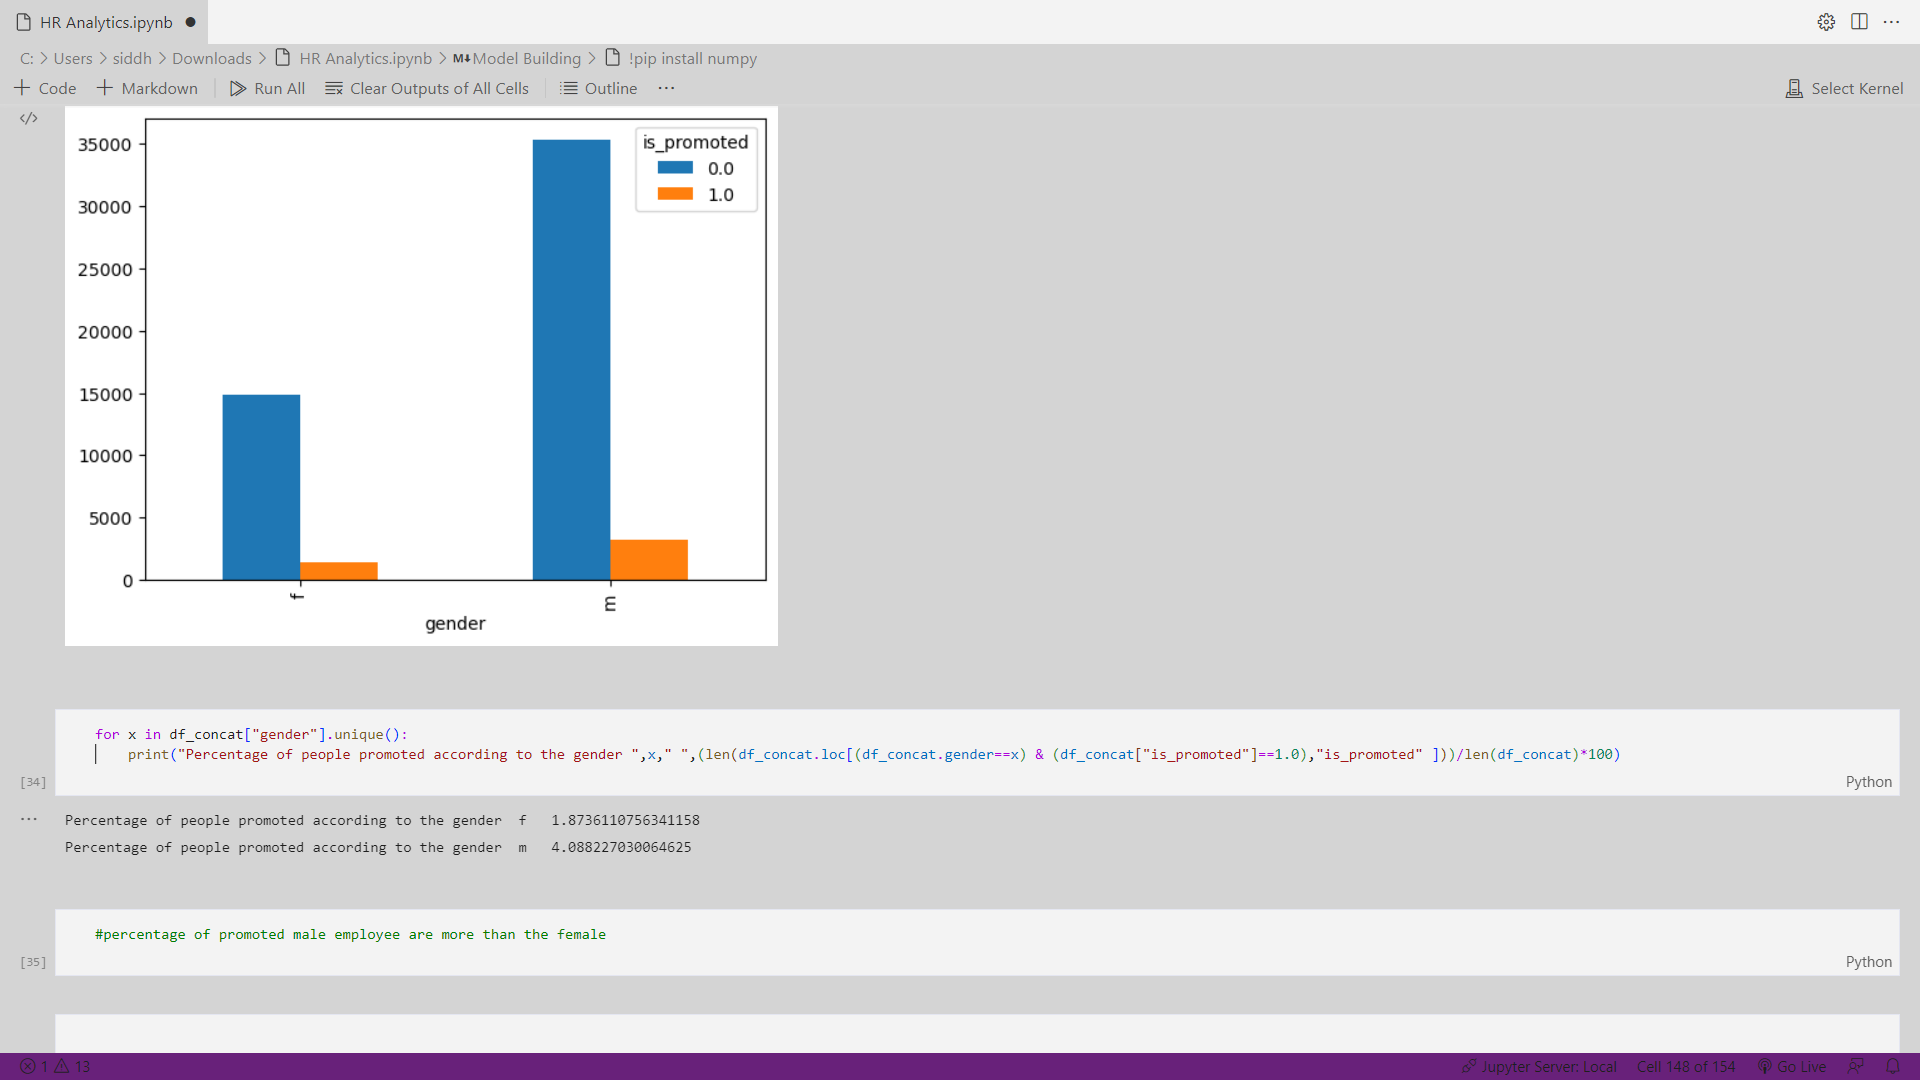 HR Analytics.ipynb
C: > Users > siddh > Downloads > HR Analytics.ipynb > M↓Model Building > !pip install numpy
+ Code + Markdown Run All Clear Outputs of All Cells Outline ··· Select Kernel
</>
is_promoted
0.0
1.0
35000
30000
25000
20000
15000
10000
5000
0
f
m
gender
for x in df_concat["gender"].unique():
print("Percentage of people promoted according to the gender ",x," ",(len(df_concat.loc[(df_concat.gender==x) & (df_concat["is_promoted"]==1.0),"is_promoted" ]))/len(df_concat)*100)
[34]
Python
Percentage of people promoted according to the gender  f   1.8736110756341158
Percentage of people promoted according to the gender  m   4.088227030064625
#percentage of promoted male employee are more than the female
[35]
Python
1 13 Jupyter Server: Local Cell 148 of 154 Go Live